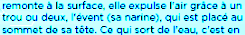 remonte à la surface, elle expulse l'air grâce à un
trou ou deux, l'évent (sa narine), qui est placé au
sommet de sa tête. Ce qui sort de l'eau, c'est en